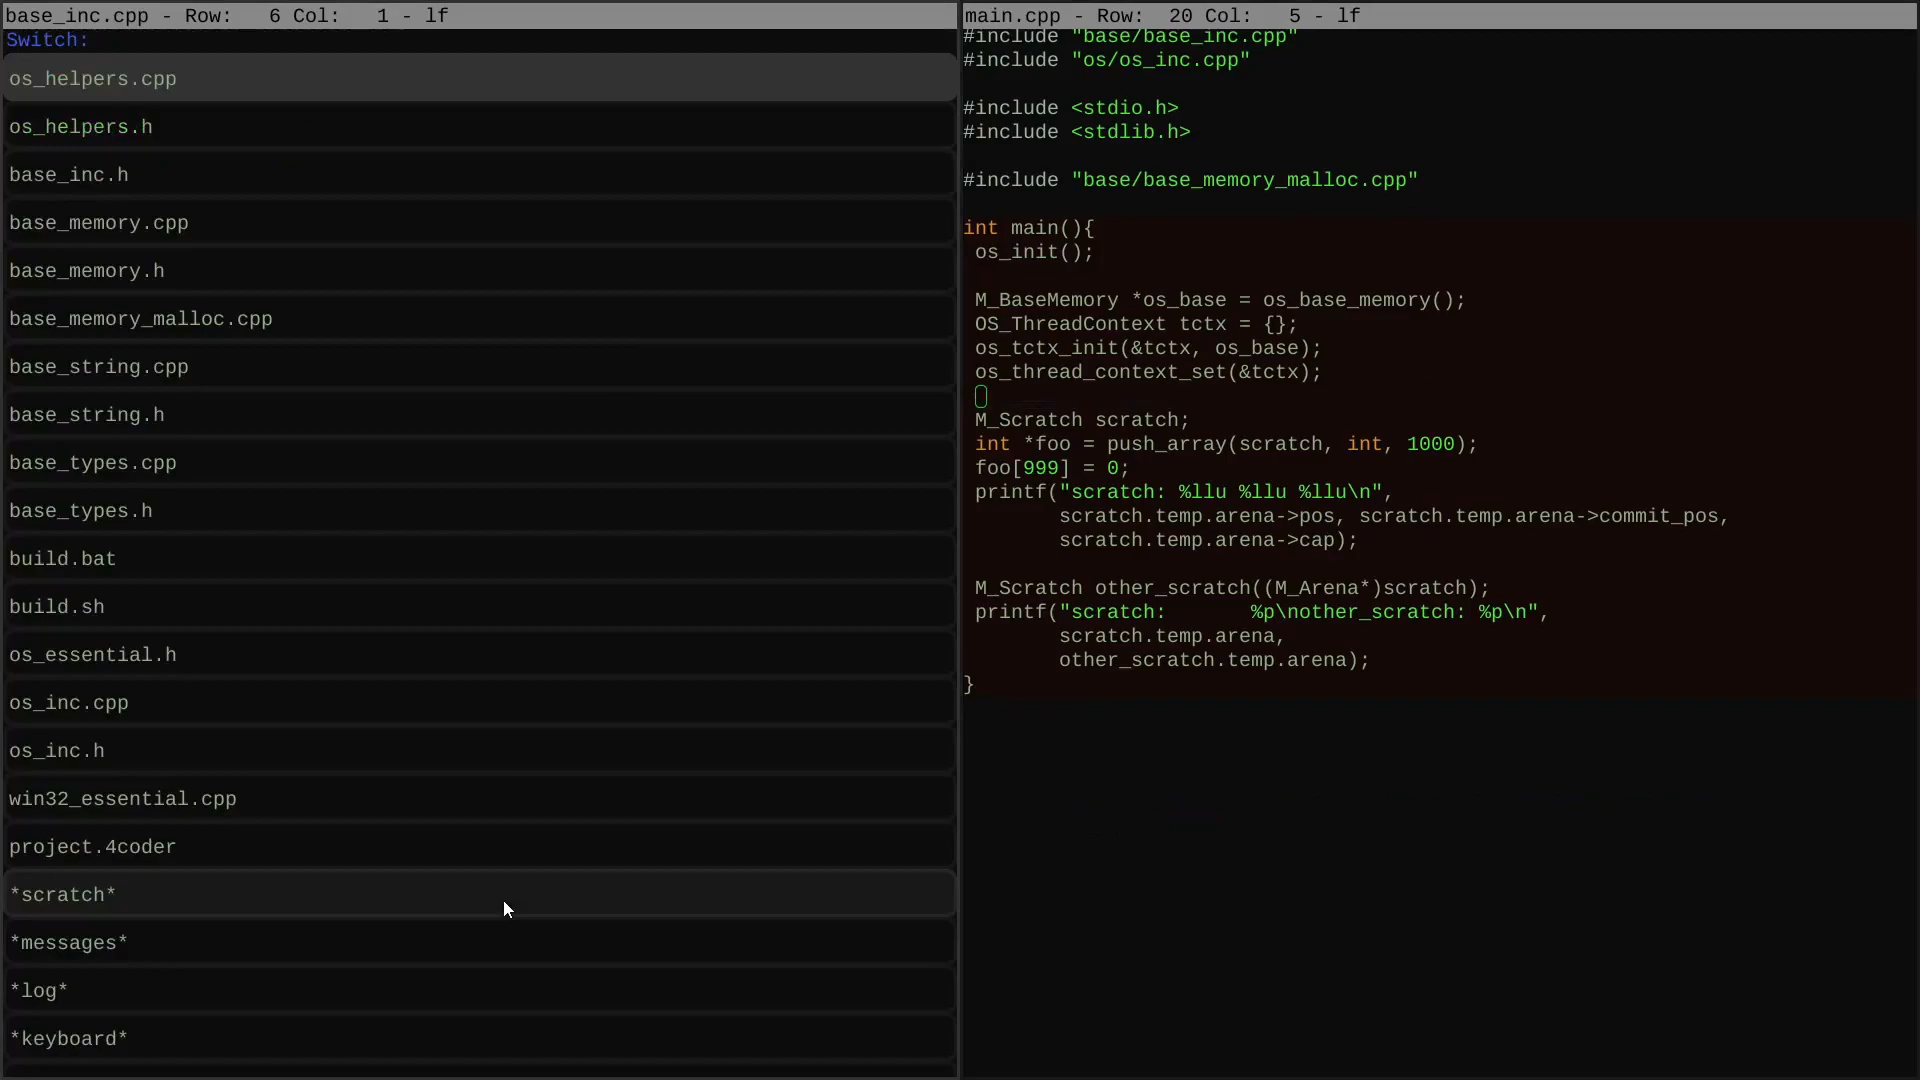 base_inc.cpp - Row:   6 Col:   1 - lf
Switch:
os_helpers.cpp
os_helpers.h
base_inc.h
base_memory.cpp
base_memory.h
base_memory_malloc.cpp
base_string.cpp
base_string.h
base_types.cpp
base_types.h
build.bat
build.sh
os_essential.h
os_inc.cpp
os_inc.h
win32_essential.cpp
project.4coder
*scratch*
*messages*
*log*
*keyboard*
main.cpp - Row:  20 Col:   5 - lf
#include "base/base_inc.cpp"
#include "os/os_inc.cpp"
#include <stdio.h>
#include <stdlib.h>
#include "base/base_memory_malloc.cpp"
int main(){
 os_init();
 M_BaseMemory *os_base = os_base_memory();
 OS_ThreadContext tctx = {};
 os_tctx_init(&tctx, os_base);
 os_thread_context_set(&tctx);
 M_Scratch scratch;
 int *foo = push_array(scratch, int, 1000);
 foo[999] = 0;
 printf("scratch: %llu %llu %llu\n",
        scratch.temp.arena->pos, scratch.temp.arena->commit_pos,
        scratch.temp.arena->cap);
 M_Scratch other_scratch((M_Arena*)scratch);
 printf("scratch:       %p\nother_scratch: %p\n",
        scratch.temp.arena,
        other_scratch.temp.arena);
}